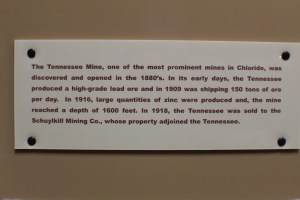 The Tennessee Mine, one of the most prominent mines in Chloride, was
discovered and opened in the 1880's. In its early days, the Tennessee
produced a high-grade lead ore and in 1909 was shipping 150 tons of ore
per day. In 1916, large quantities of zinc were produced and, the mine
reached a depth of 1600 feet. In 1918, the Tennessee was sold to the
Schuylkill Mining Co., whose property adjoined the Tennessee.